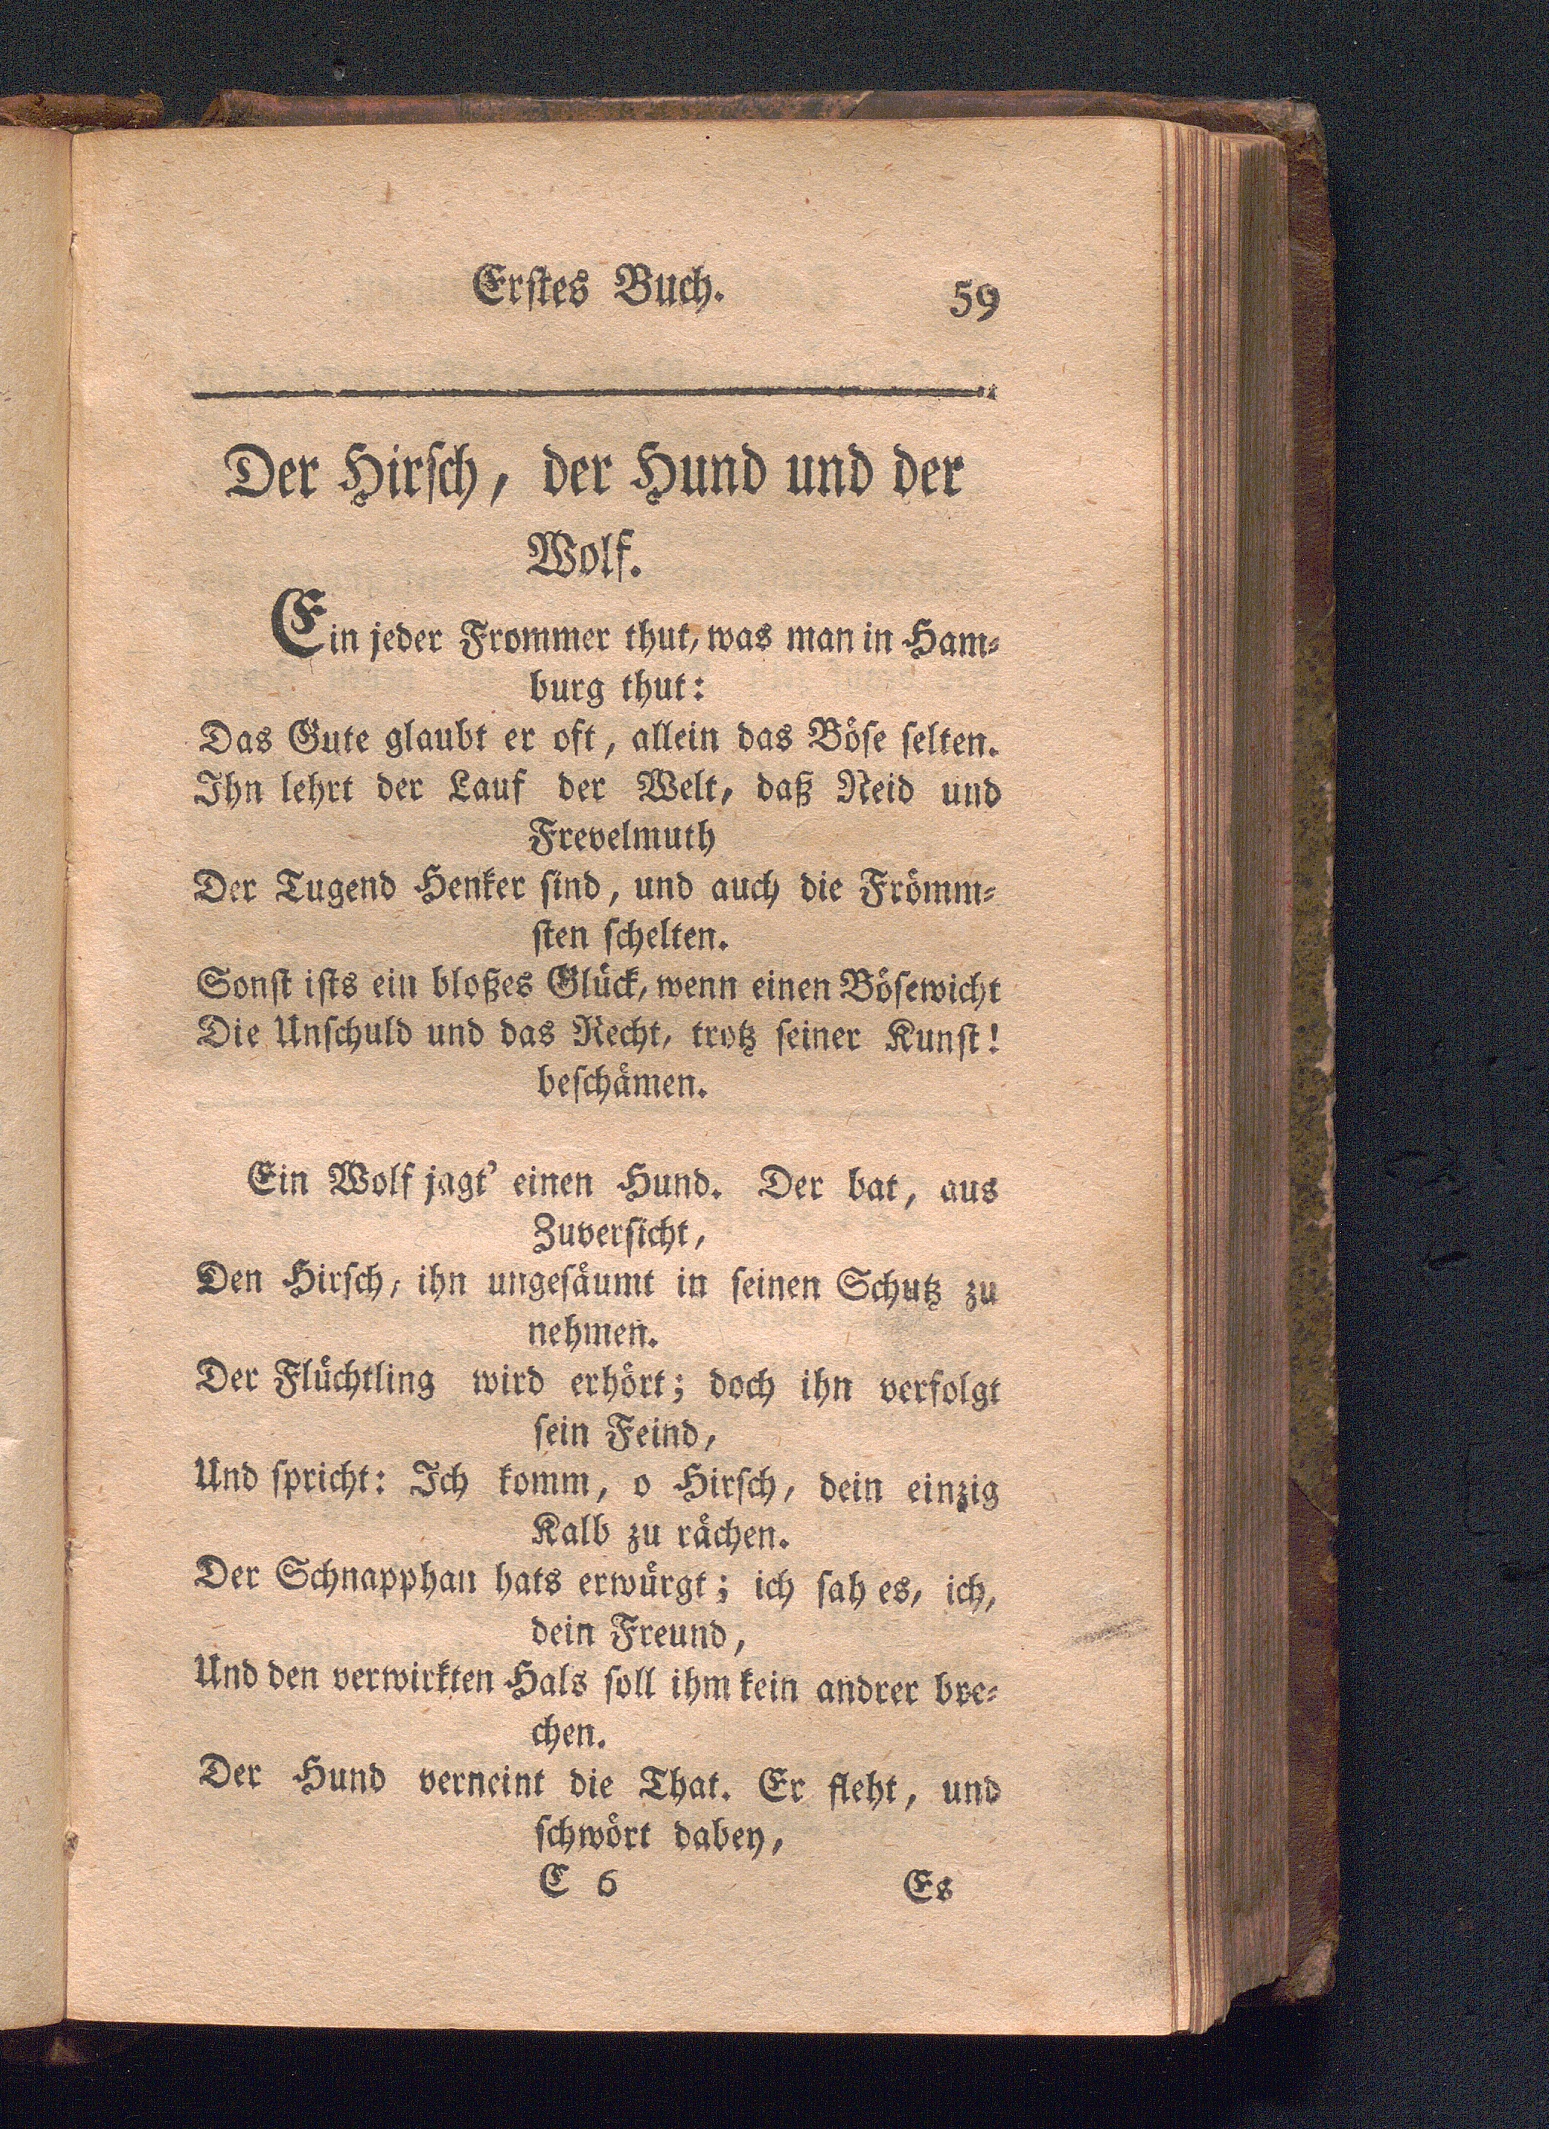 Erſtes Buch. 59
Der Hirſch, der Hund und der
Wolf.
Ein jeder Frommer thut, was man in Ham⸗
burg thut:
Das Gute glaubt er oft, allein das Böſe ſelten.
Ihn lehrt der Lauf der Welt, daß Neid und
Frevelmuth
Der Tugend Henker ſind, und auch die Frömm⸗
ſten ſchelten.
Sonſt iſts ein bloßes Glück, wenn einen Böſewicht
Die Unſchuld und das Recht, trotz ſeiner Kunſt!
beſchämen.
Ein Wolf jagt' einen Hund. Der bat, aus
Zuverſicht,
Den Hirſch, ihn ungeſäumt in ſeinen Schutz zu
nehmen.
Der Flüchtling wird erhört; doch ihn verfolgt
ſein Feind,
Und ſpricht: Ich komm, o Hirſch, dein einzig
Kalb zu rächen.
Der Schnapphan hats erwürgt; ich ſah es, ich,
dein Freund,
Und den verwirkten Hals ſoll ihm kein andrer bre⸗
chen.
Der Hund verneint die That. Er fleht, und
ſchwört dabey,
C 6 Es